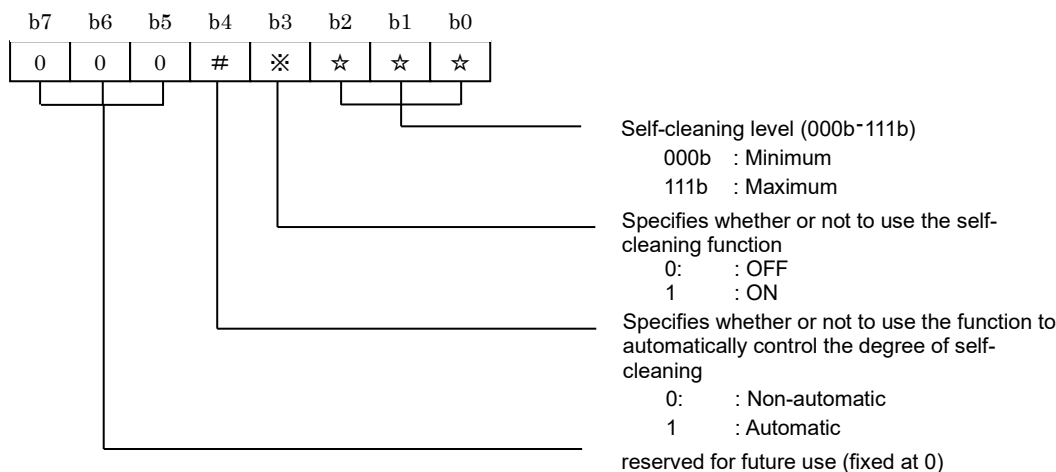 b7 b6 b5 b4 b3 b2 b1 b0
0 0 0 # ※ ☆ ☆ ☆
Self-cleaning level (000b-111b)
000b : Minimum
111b : Maximum
Specifies whether or not to use the self-
cleaning function
0: : OFF
1 : ON
Specifies whether or not to use the function to
automatically control the degree of self-
cleaning
0: : Non-automatic
1 : Automatic
reserved for future use (fixed at 0)